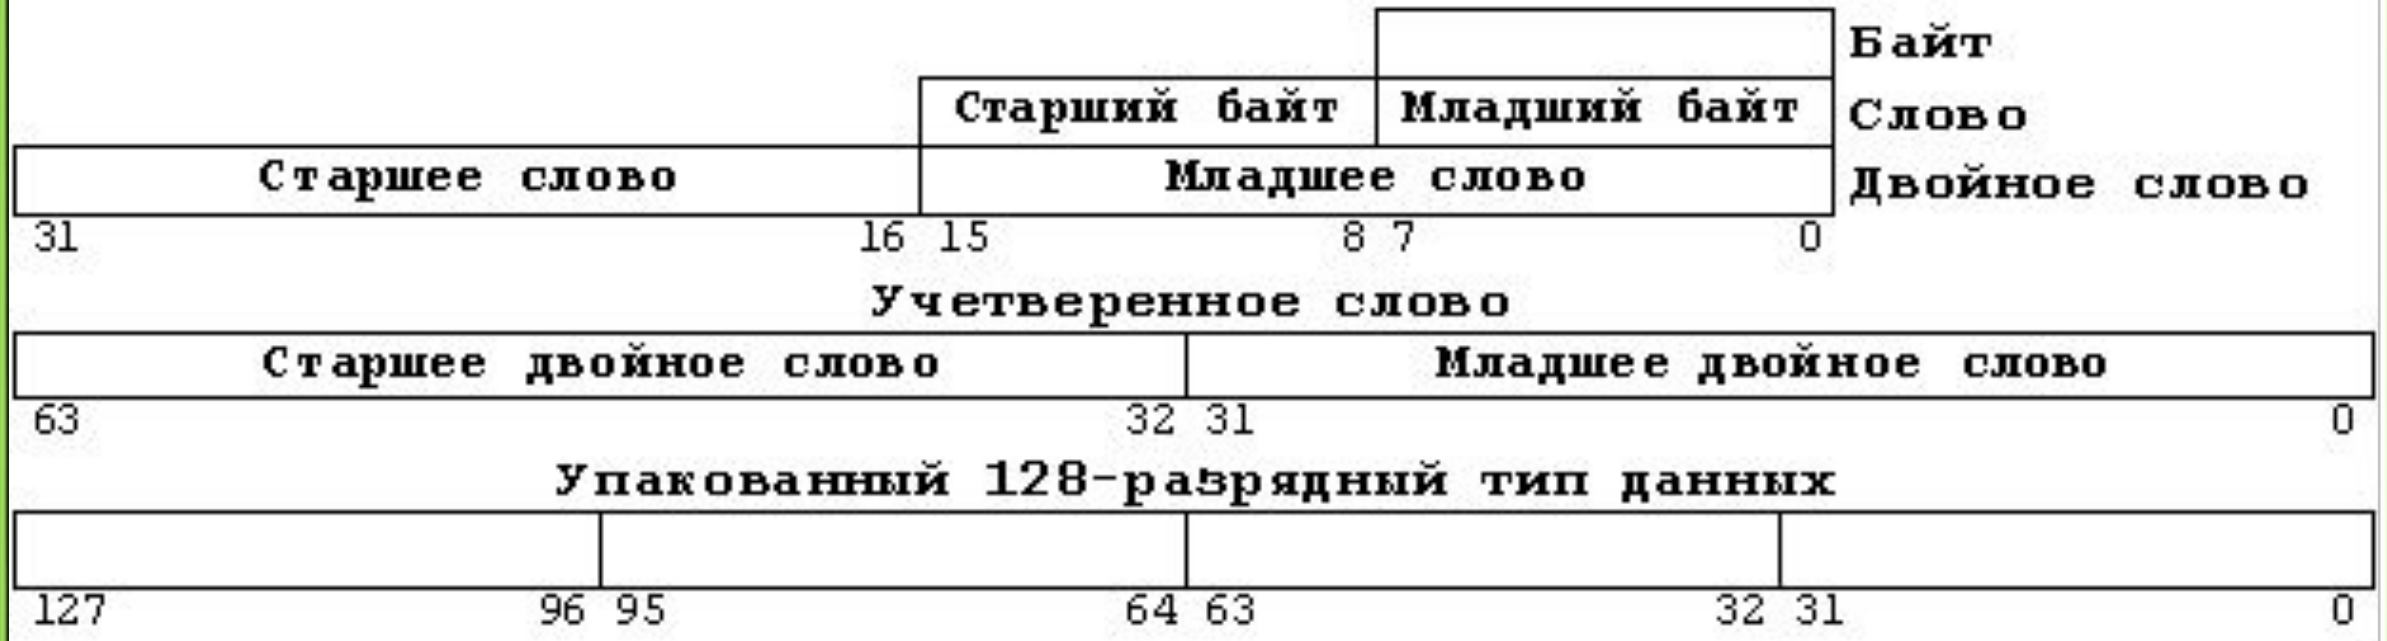 Байт
Старший байт Младший байт Слово
Старшее слово Младшее слово Двойное слово
31 16 15 8 7 0
Учетверенное слово
Старшее двойное слово Младшее двойное слово
63 32 31 0
Упакованный 128-разрядный тип данных
127 96 95 64 63 32 31 0